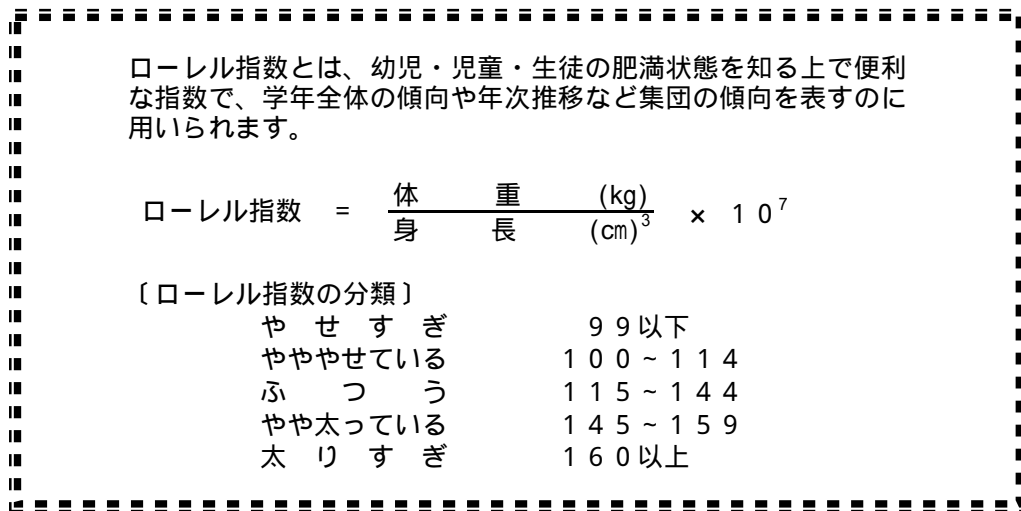 ローレル指数とは、幼児・児童・生徒の肥満状態を知る上で便利
な指数で、学年全体の傾向や年次推移など集団の傾向を表すのに
用いられます。
ローレル指数 = 体重(kg) / 身長(cm)³ × 10⁷
〔ローレル指数の分類〕
やせすぎ 99以下
やややせている 100~114
ふつう 115~144
やや太っている 145~159
太りすぎ 160以上